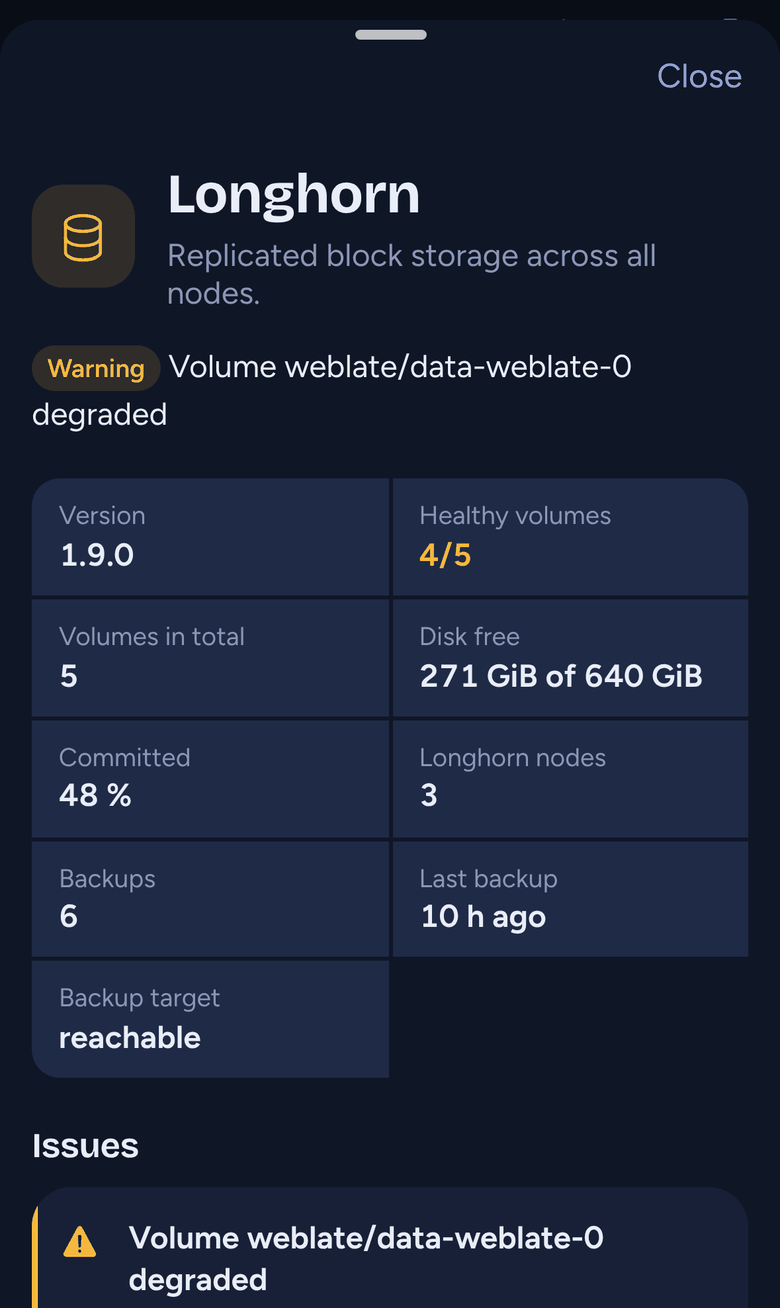 Close
Longhorn
Replicated block storage across all
nodes.
Warning Volume weblate/data-weblate-0
degraded
Version
1.9.0
Healthy volumes
4/5
Volumes in total
5
Disk free
271 GiB of 640 GiB
Committed
48 %
Longhorn nodes
3
Backups
6
Last backup
10 h ago
Backup target
reachable
Issues
Volume weblate/data-weblate-0
degraded